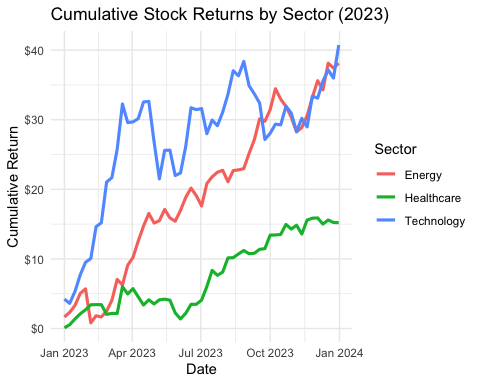 Cumulative Stock Returns by Sector (2023)
Cumulative Return
$40
$30
$20
$10
$0
Jan 2023 Apr 2023 Jul 2023 Oct 2023 Jan 2024
Date
Sector
Energy
Healthcare
Technology